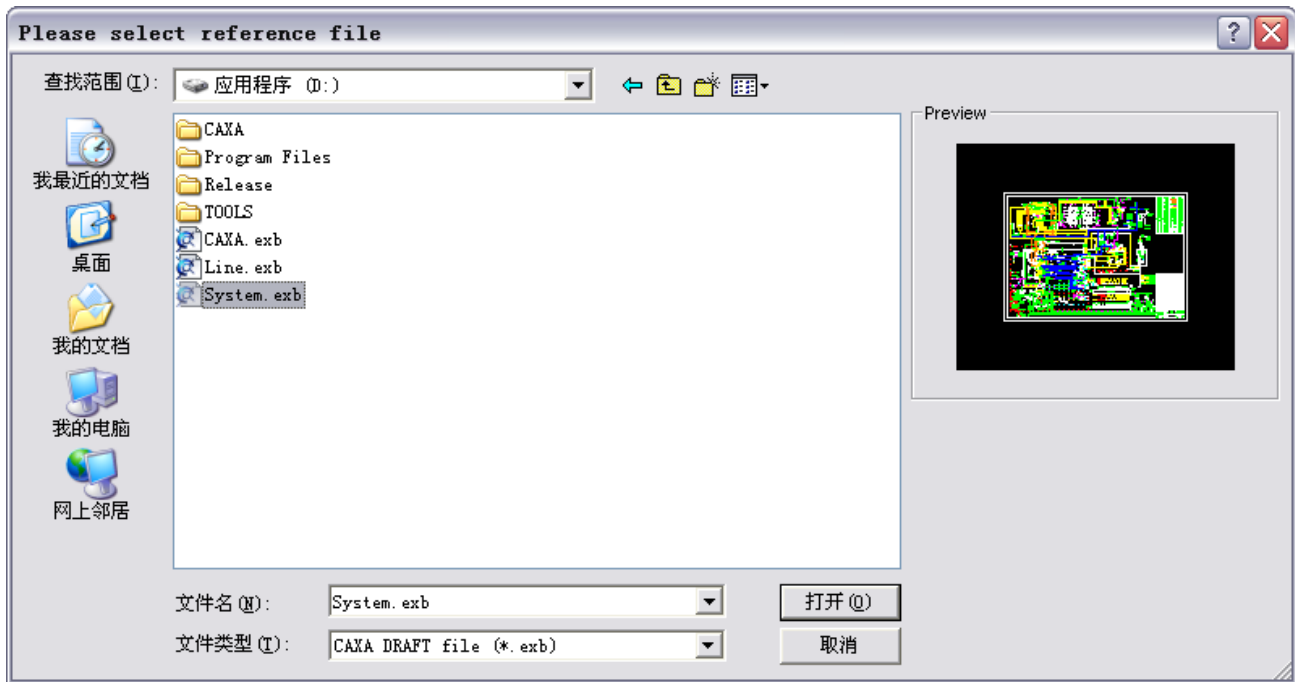 Please select reference file
查找范围(I):
应用程序 (D:)
Preview
CAXA
Program Files
Release
TOOLS
CAXA.exb
Line.exb
System.exb
我最近的文档
桌面
我的文档
我的电脑
网上邻居
文件名(N):
System.exb
打开(O)
文件类型(T):
CAXA DRAFT file (*.exb)
取消